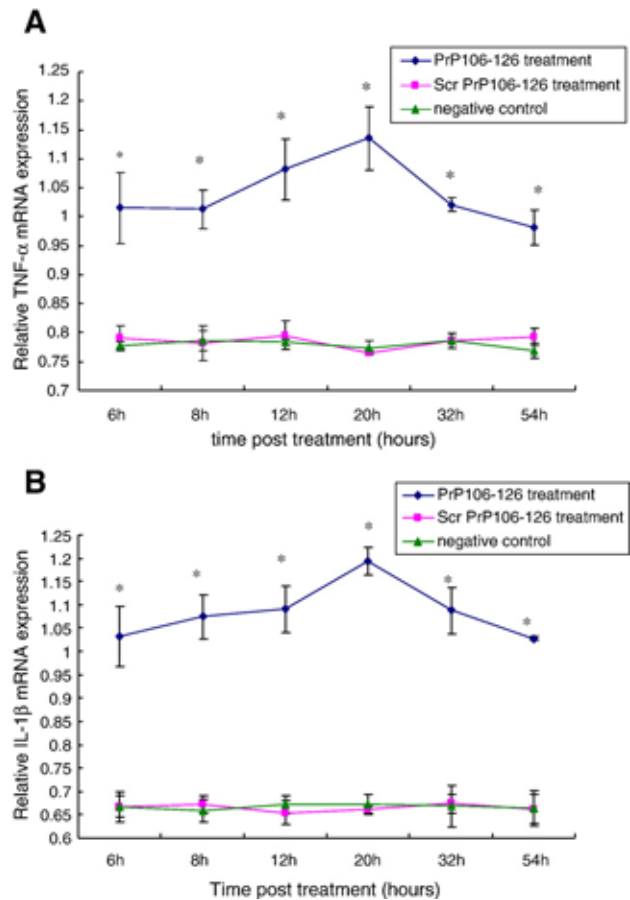 A
PrP106-126 treatment
Scr PrP106-126 treatment
negative control
Relative TNF-α mRNA expression
1.25
1.2
1.15
1.1
1.05
1
0.95
0.9
0.85
0.8
0.75
0.7
* * * * * *
6h 8h 12h 20h 32h 54h
time post treatment (hours)
B
PrP106-126 treatment
Scr PrP106-126 treatment
negative control
Relative IL-1β mRNA expression
1.25
1.2
1.15
1.1
1.05
1
0.95
0.9
0.85
0.8
0.75
0.7
0.65
0.6
* * * * * *
6h 8h 12h 20h 32h 54h
Time post treatment (hours)